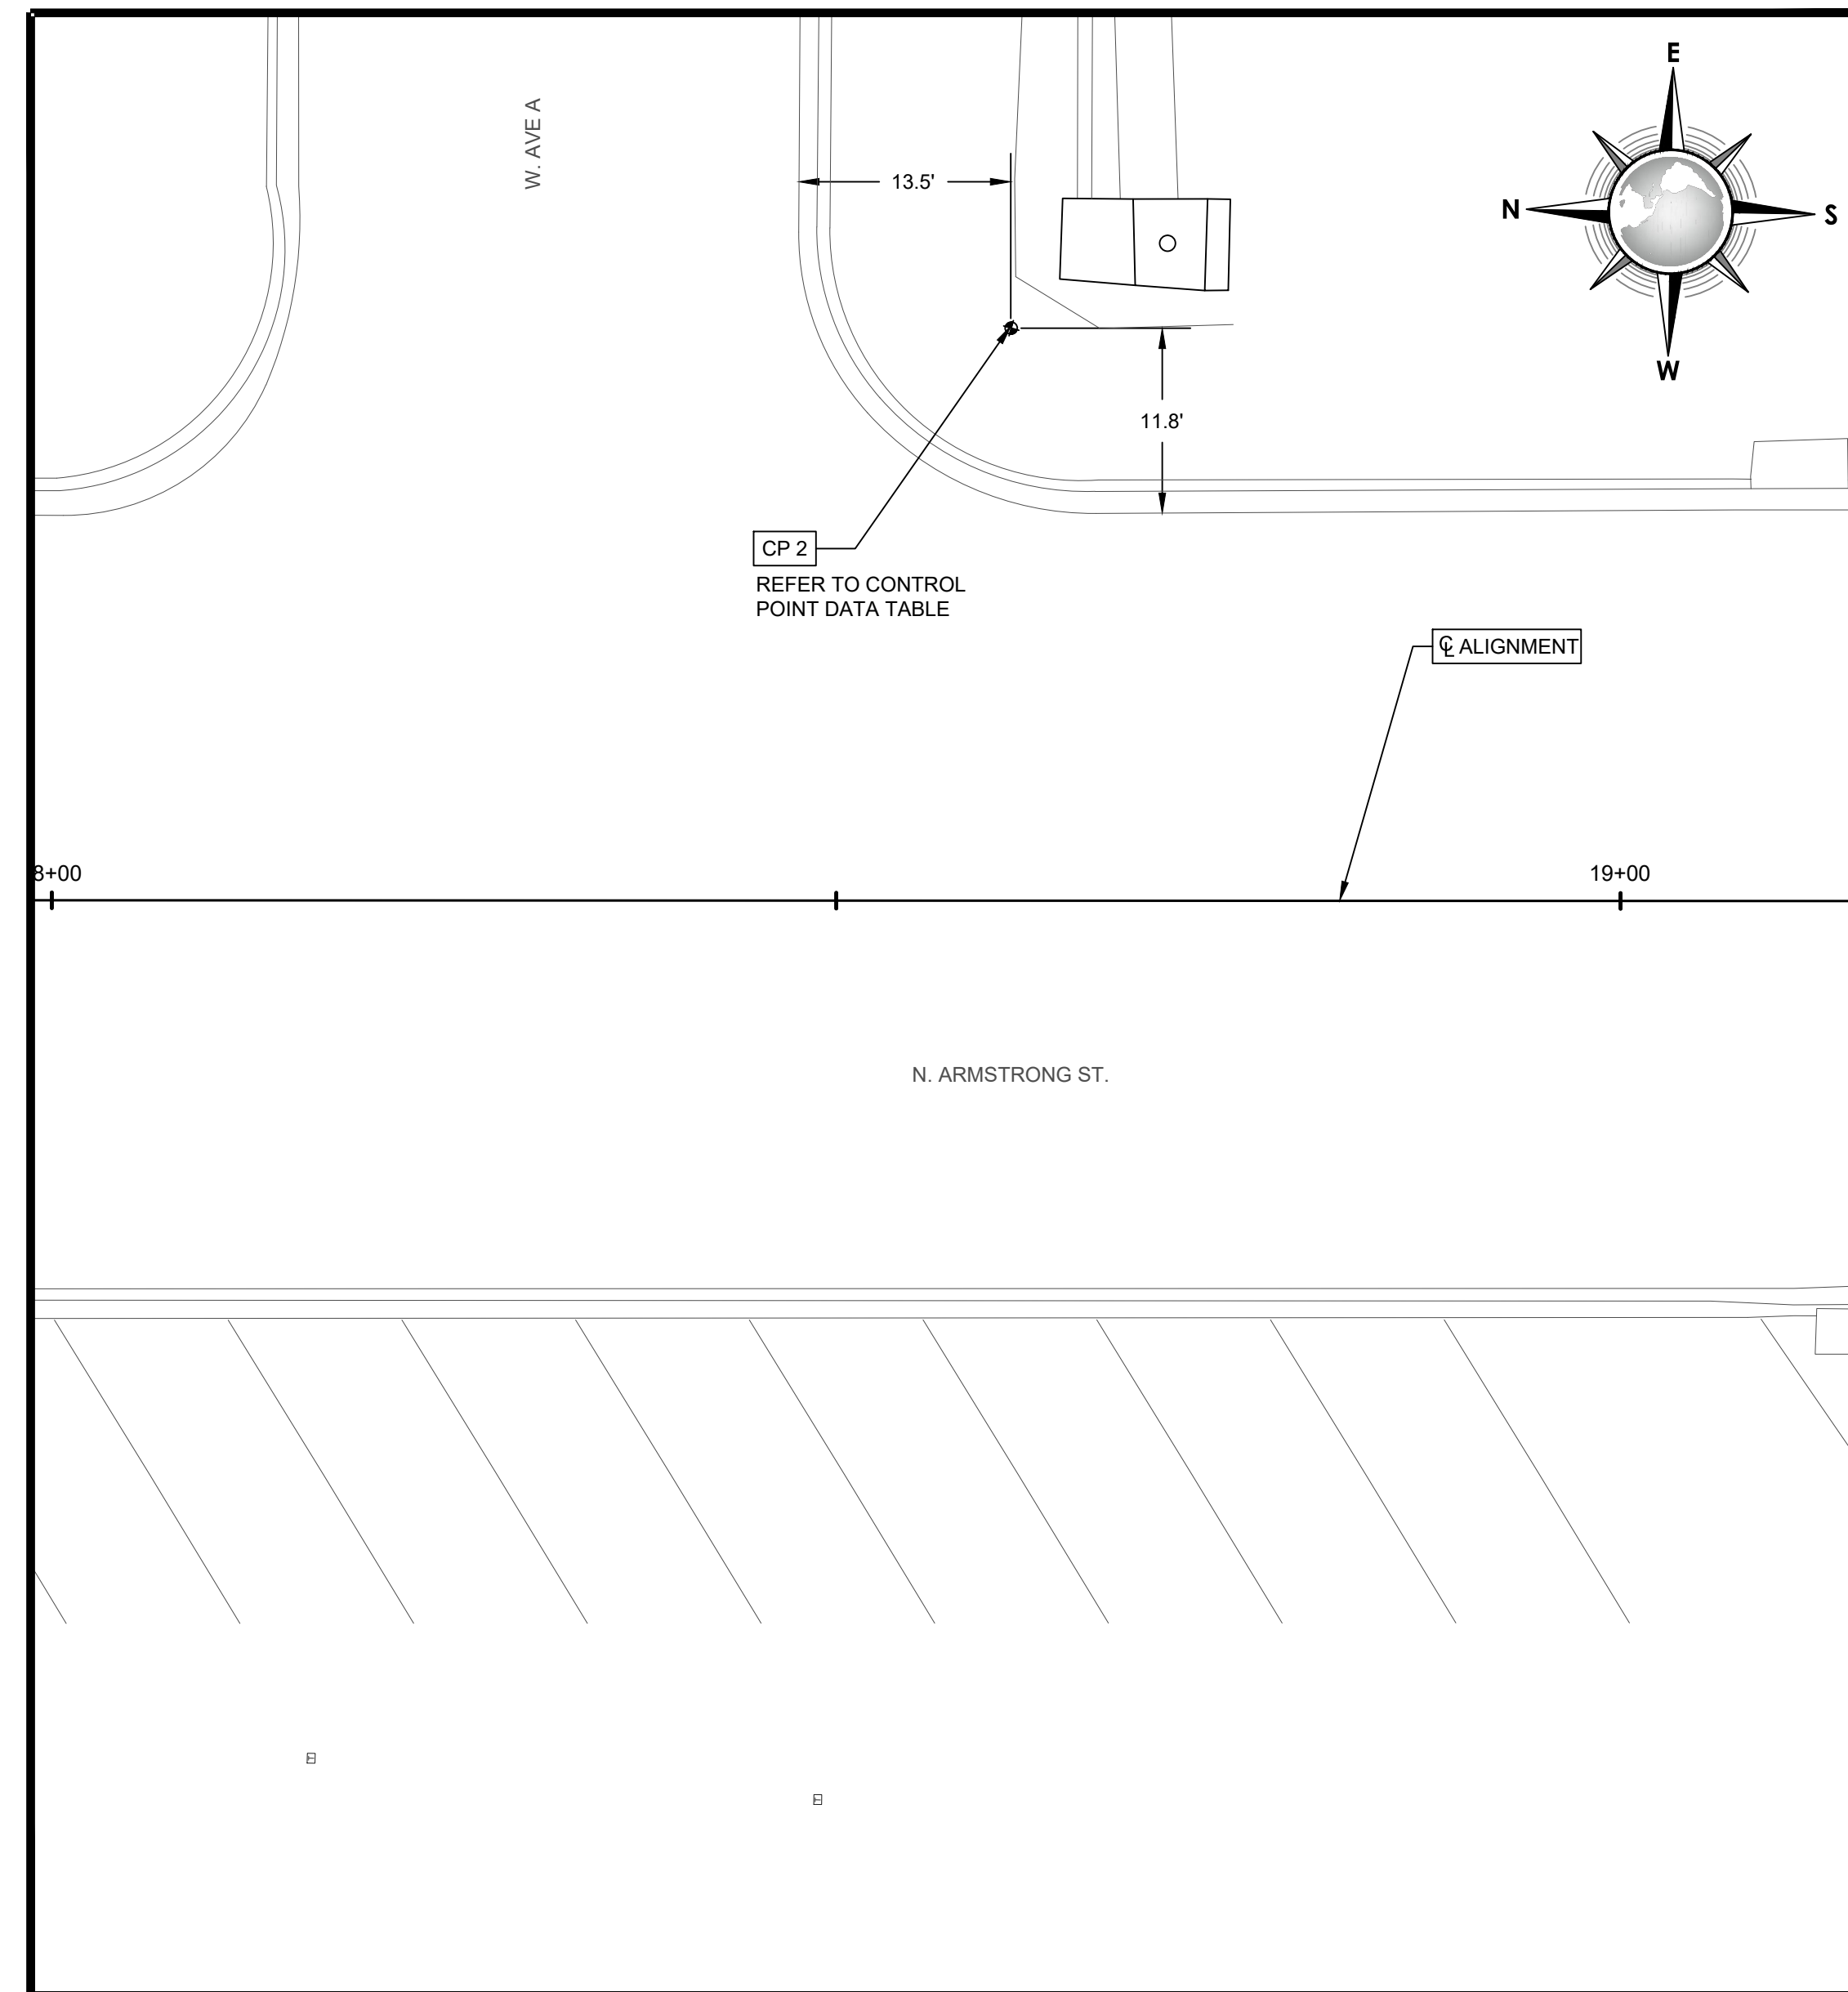 E
N
S
W
W. AVE A
13.5'
11.8'
CP 2
REFER TO CONTROL
POINT DATA TABLE
℄ ALIGNMENT
8+00
19+00
N. ARMSTRONG ST.